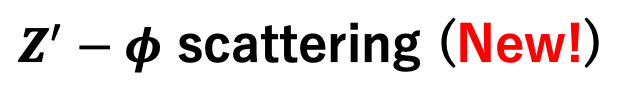 Z′ − ϕ scattering (New!)